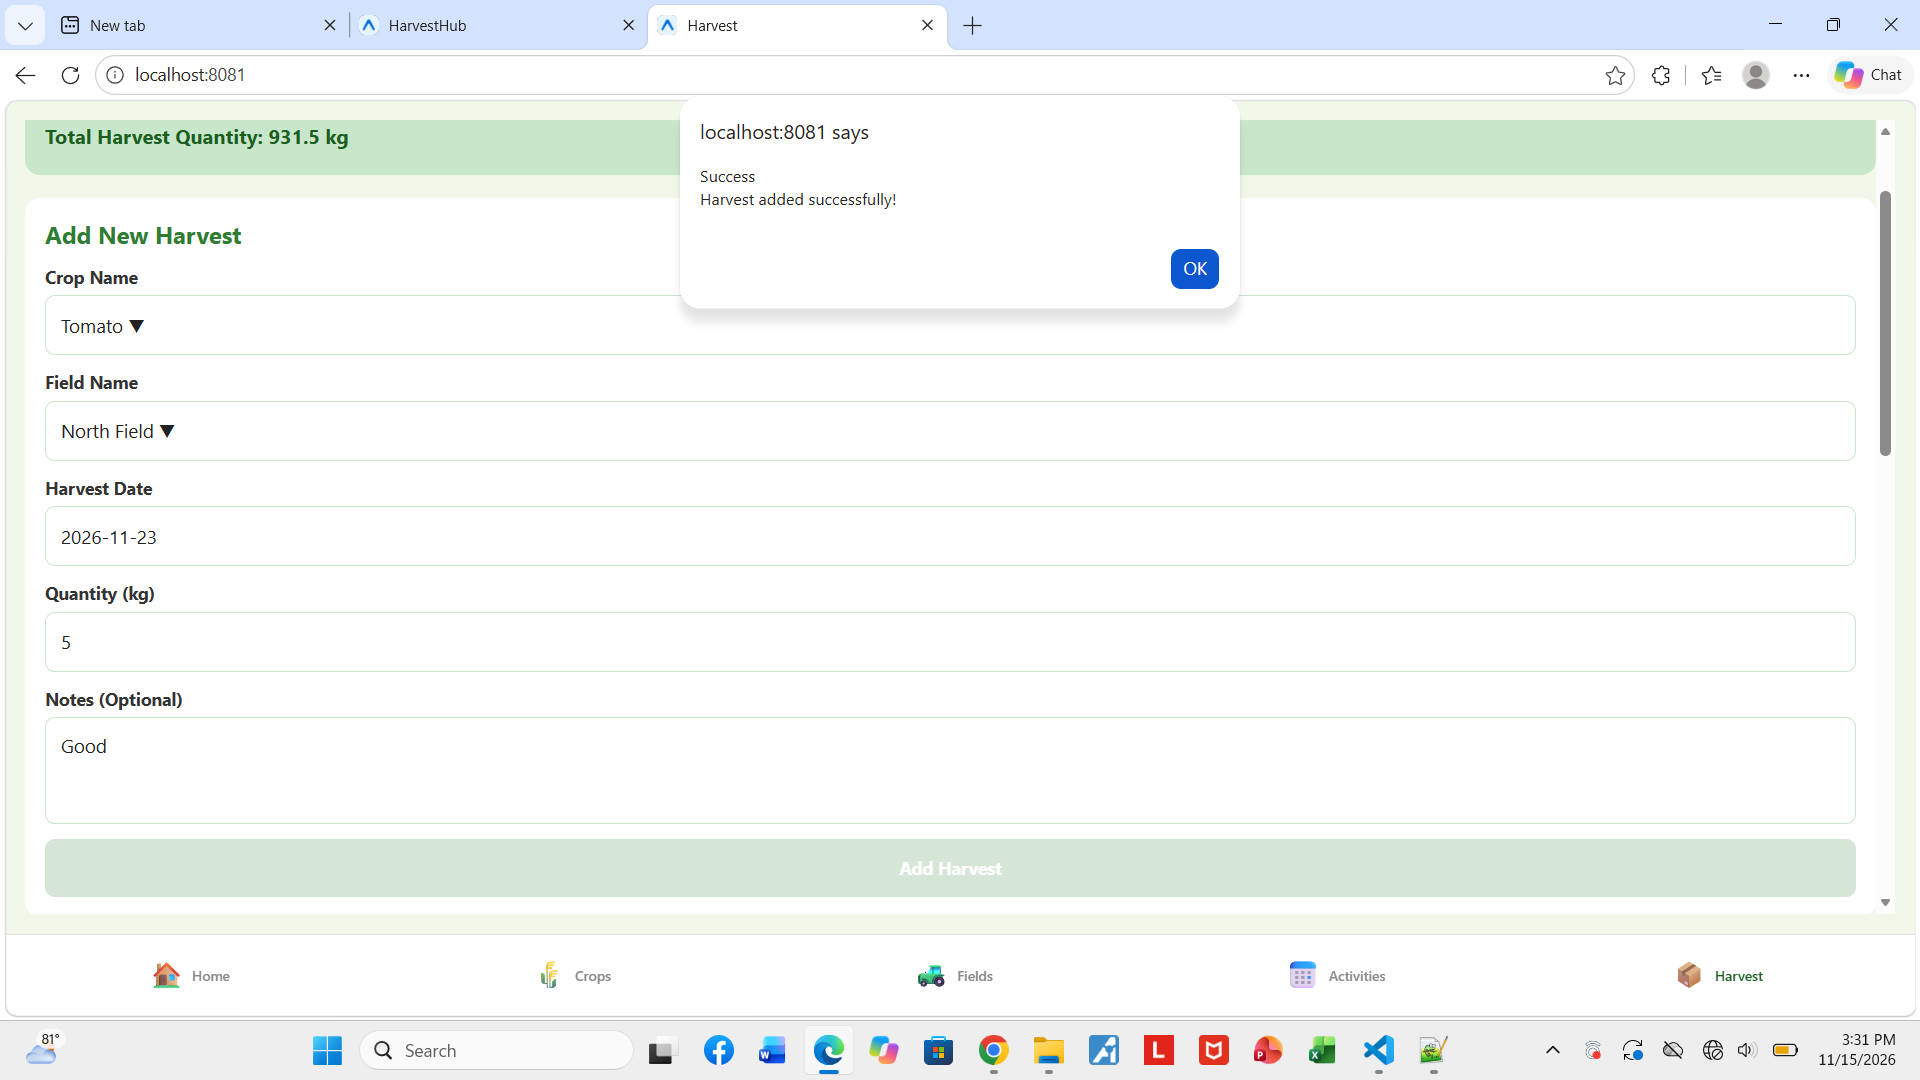 New tab
HarvestHub
Harvest
localhost:8081
Chat
Total Harvest Quantity: 931.5 kg
localhost:8081 says
Success
Harvest added successfully!
OK
Add New Harvest
Crop Name
Tomato ▼
Field Name
North Field ▼
Harvest Date
2026-11-23
Quantity (kg)
5
Notes (Optional)
Good
Add Harvest
Home
Crops
Fields
Activities
Harvest
81°
Search
3:31 PM
11/15/2026